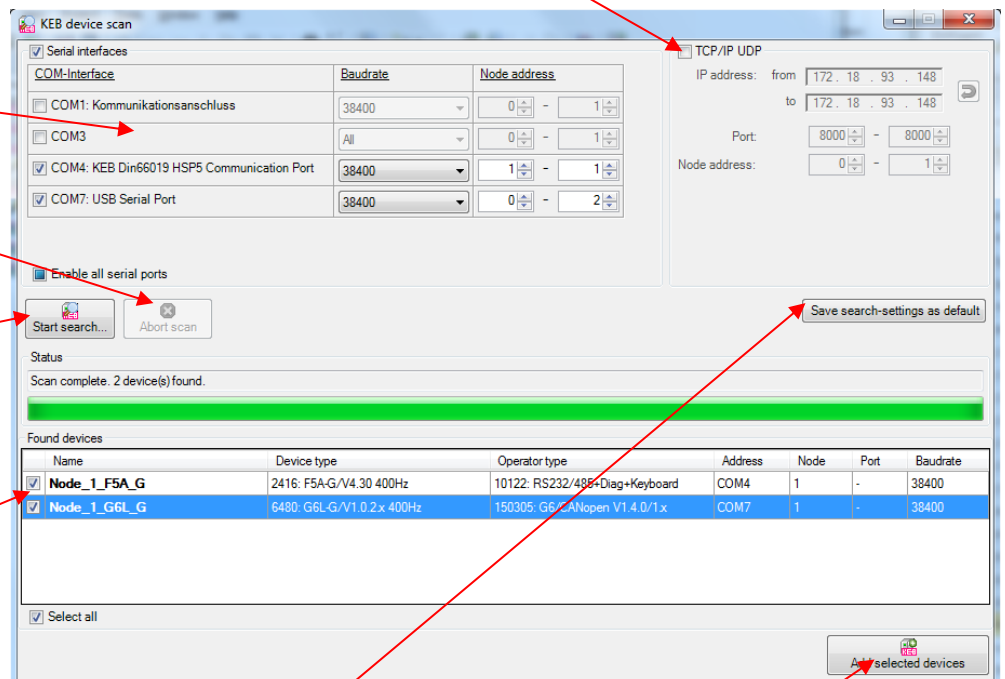 KEB device scan
Serial interfaces
COM-Interface Baudrate Node address
COM1: Kommunikationsanschluss 38400 0 - 1
COM3 All 0 - 1
COM4: KEB Din66019 HSP5 Communication Port 38400 1 - 1
COM7: USB Serial Port 38400 0 - 2
Enable all serial ports
TCP/IP UDP
IP address: from 172 . 18 . 93 . 148
to 172 . 18 . 93 . 148
Port: 8000 - 8000
Node address: 0 - 1
Start search... Abort scan Save search-settings as default
Status
Scan complete. 2 device(s) found.
Found devices
Name Device type Operator type Address Node Port Baudrate
Node_1_F5A_G 2416: F5A-G/V4.30 400Hz 10122: RS232/485+Diag+Keyboard COM4 1 - 38400
Node_1_G6L_G 6480: G6L-G/V1.0.2.x 400Hz 150305: G6/CANopen V1.4.0/1.x COM7 1 - 38400
Select all
Add selected devices